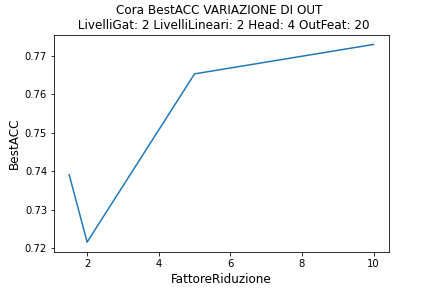 Cora BestACC VARIAZIONE DI OUT
LivelliGat: 2 LivelliLineari: 2 Head: 4 OutFeat: 20
0.77
0.76
0.75
0.74
0.73
0.72
BestACC
2 4 6 8 10
FattoreRiduzione